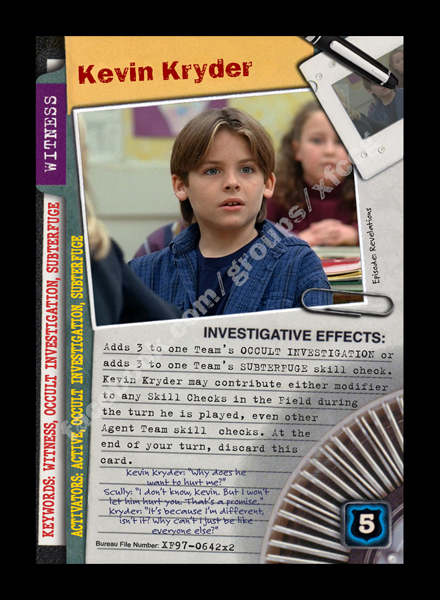 Kevin Kryder
WITNESS
KEYWORDS: WITNESS, OCCULT INVESTIGATION, SUBTERFUGE
ACTIVATORS: ACTIVE, OCCULT INVESTIGATION, SUBTERFUGE
Episode: Revelations
INVESTIGATIVE EFFECTS:
Adds 3 to one Team's OCCULT INVESTIGATION or
adds 3 to one Team's SUBTERFUGE skill check.
Kevin Kryder may contribute either modifier
to any Skill Checks in the Field during
the turn he is played, even other
Agent Team skill checks. At the
end of your turn, discard this
card.
Kevin Kryder: "Why does he
want to hurt me?"
Scully: "I don't know, Kevin. But I won't
let him hurt you. That's a promise."
Kryder: "It's because I'm different,
isn't it? Why can't I just be like
everyone else?"
Bureau File Number: XF97-0642x2
5